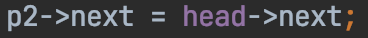 p2->next = head->next;